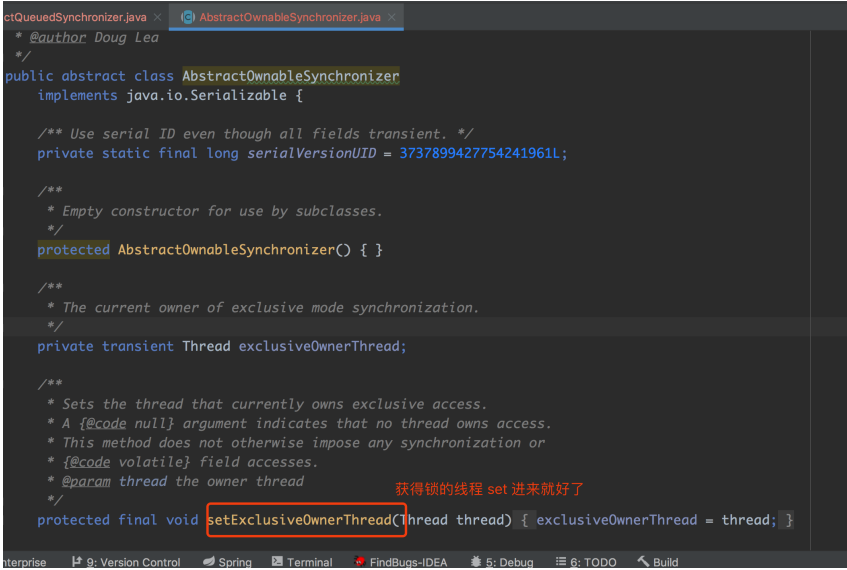 ctQueuedSynchronizer.java × AbstractOwnableSynchronizer.java ×
* @author Doug Lea
*/
public abstract class AbstractOwnableSynchronizer
implements java.io.Serializable {
/** Use serial ID even though all fields transient. */
private static final long serialVersionUID = 3737899427754241961L;
/**
* Empty constructor for use by subclasses.
*/
protected AbstractOwnableSynchronizer() { }
/**
* The current owner of exclusive mode synchronization.
*/
private transient Thread exclusiveOwnerThread;
/**
* Sets the thread that currently owns exclusive access.
* A {@code null} argument indicates that no thread owns access.
* This method does not otherwise impose any synchronization or
* {@code volatile} field accesses.
* @param thread the owner thread
获得锁的线程 set 进来就好了
*/
protected final void setExclusiveOwnerThread(Thread thread) { exclusiveOwnerThread = thread; }
nterprise 9: Version Control Spring Terminal FindBugs-IDEA 5: Debug 6: TODO Build